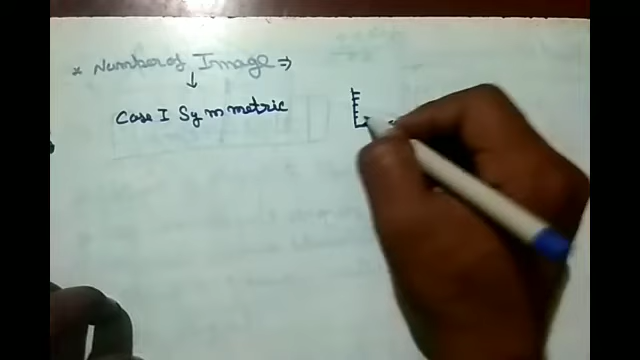 * Number of Image ⇒
↓
Case I Symmetric